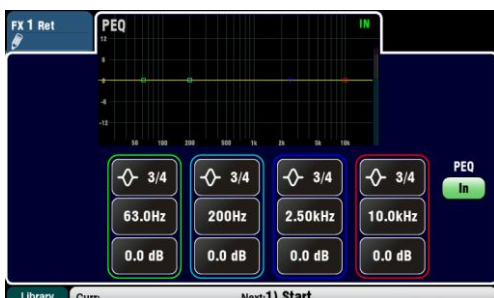 FX 1 Ret
PEQ
IN
12
6
0
-6
-12
50 100 200 500 1k 2k 5k 10k
3/4 3/4 3/4 3/4
63.0Hz 200Hz 2.50kHz 10.0kHz
0.0 dB 0.0 dB 0.0 dB 0.0 dB
PEQ
In
Library Curr: Next:1) Start